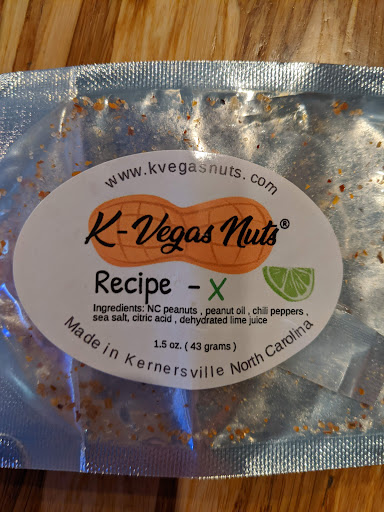 www.kvegasnuts.com
K-Vegas Nuts®
Recipe - X
Ingredients: NC peanuts , peanut oil , chili peppers ,
sea salt, citric acid , dehydrated lime juice
1.5 oz. ( 43 grams )
Made in Kernersville North Carolina